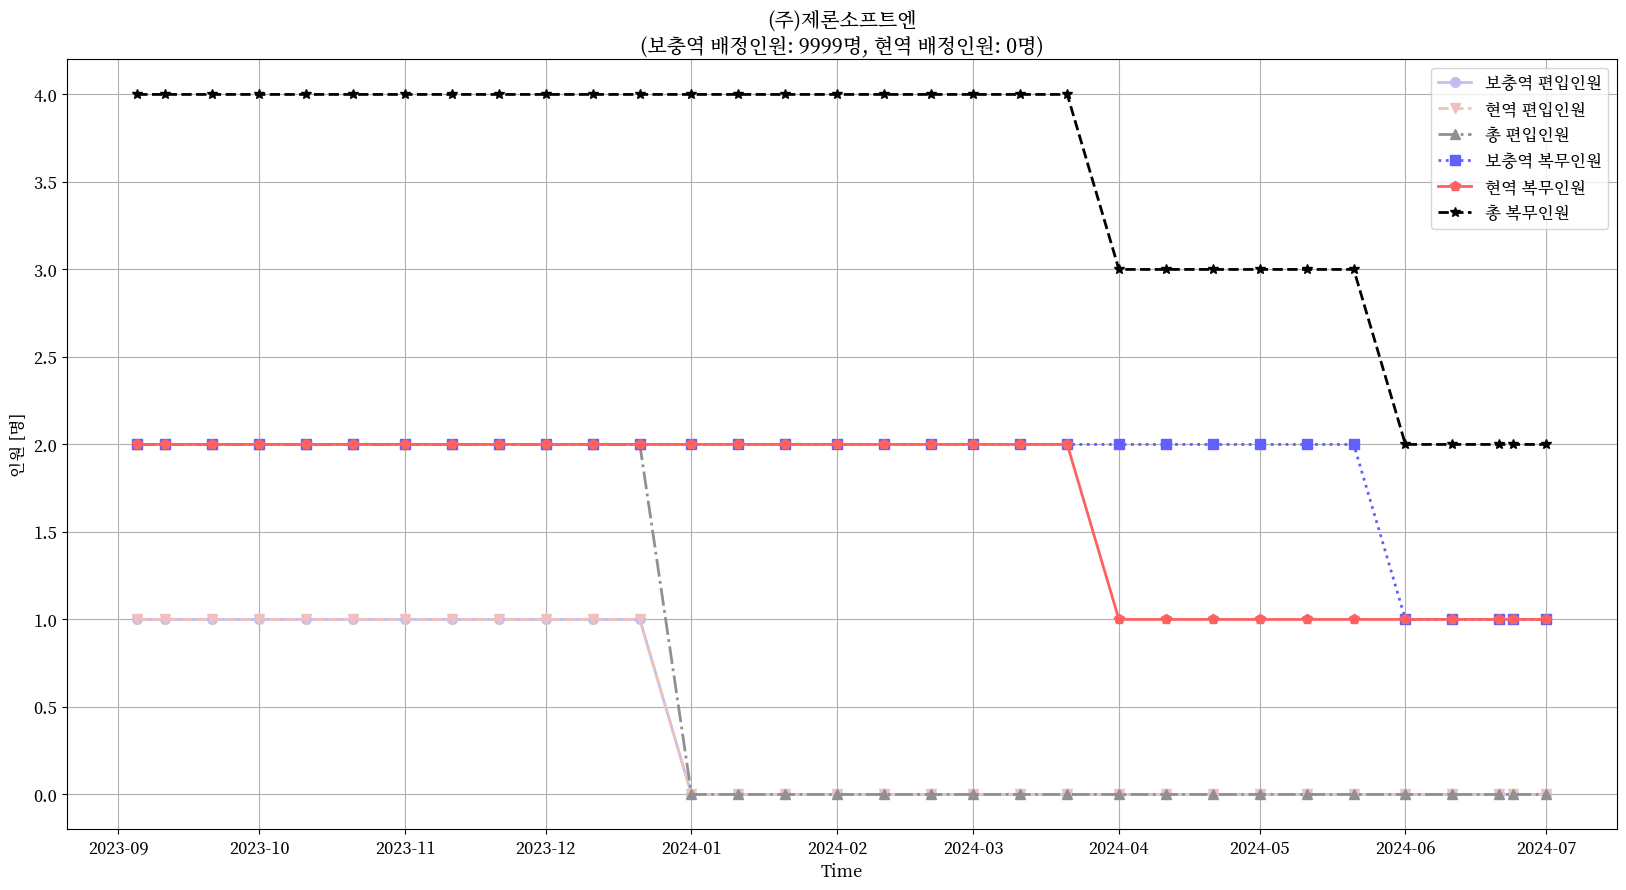 (주)제론소프트엔
(보충역 배정인원: 9999명, 현역 배정인원: 0명)
보충역 편입인원
현역 편입인원
총 편입인원
보충역 복무인원
현역 복무인원
총 복무인원
4.0
3.5
3.0
2.5
2.0
1.5
1.0
0.5
0.0
인원 [명]
2023-09 2023-10 2023-11 2023-12 2024-01 2024-02 2024-03 2024-04 2024-05 2024-06 2024-07
Time